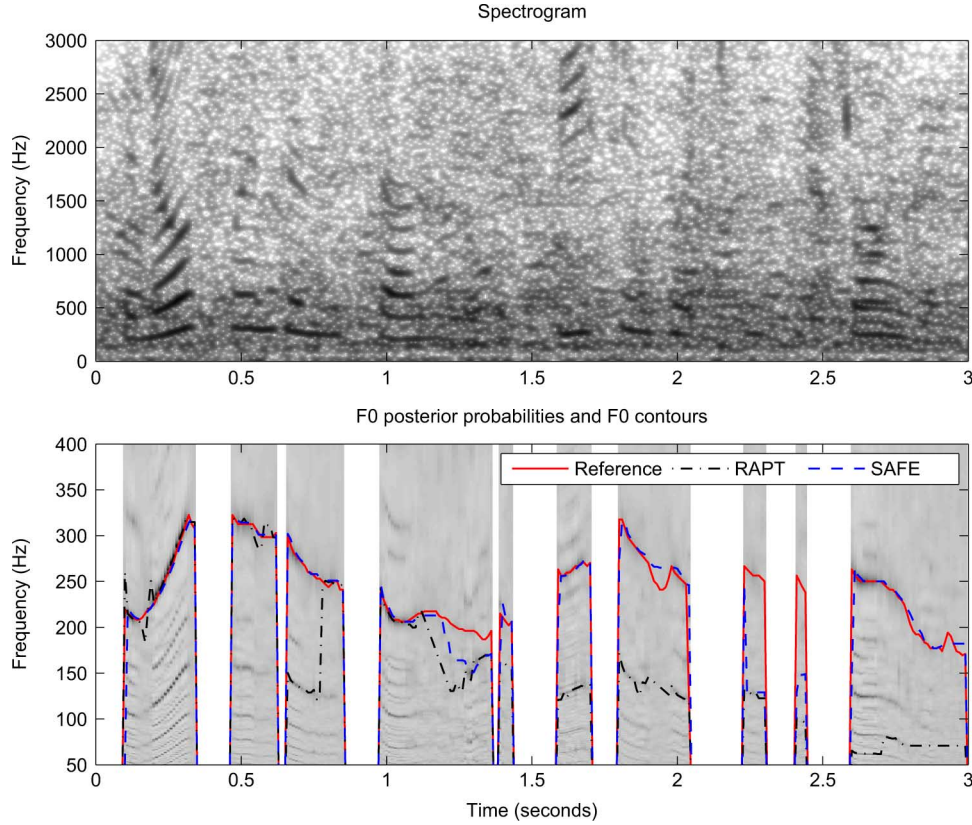 Spectrogram
3000
2500
2000
1500
1000
500
0
Frequency (Hz)
0 0.5 1 1.5 2 2.5 3
F0 posterior probabilities and F0 contours
400
350
300
250
200
150
100
50
Frequency (Hz)
Reference RAPT SAFE
0 0.5 1 1.5 2 2.5 3
Time (seconds)